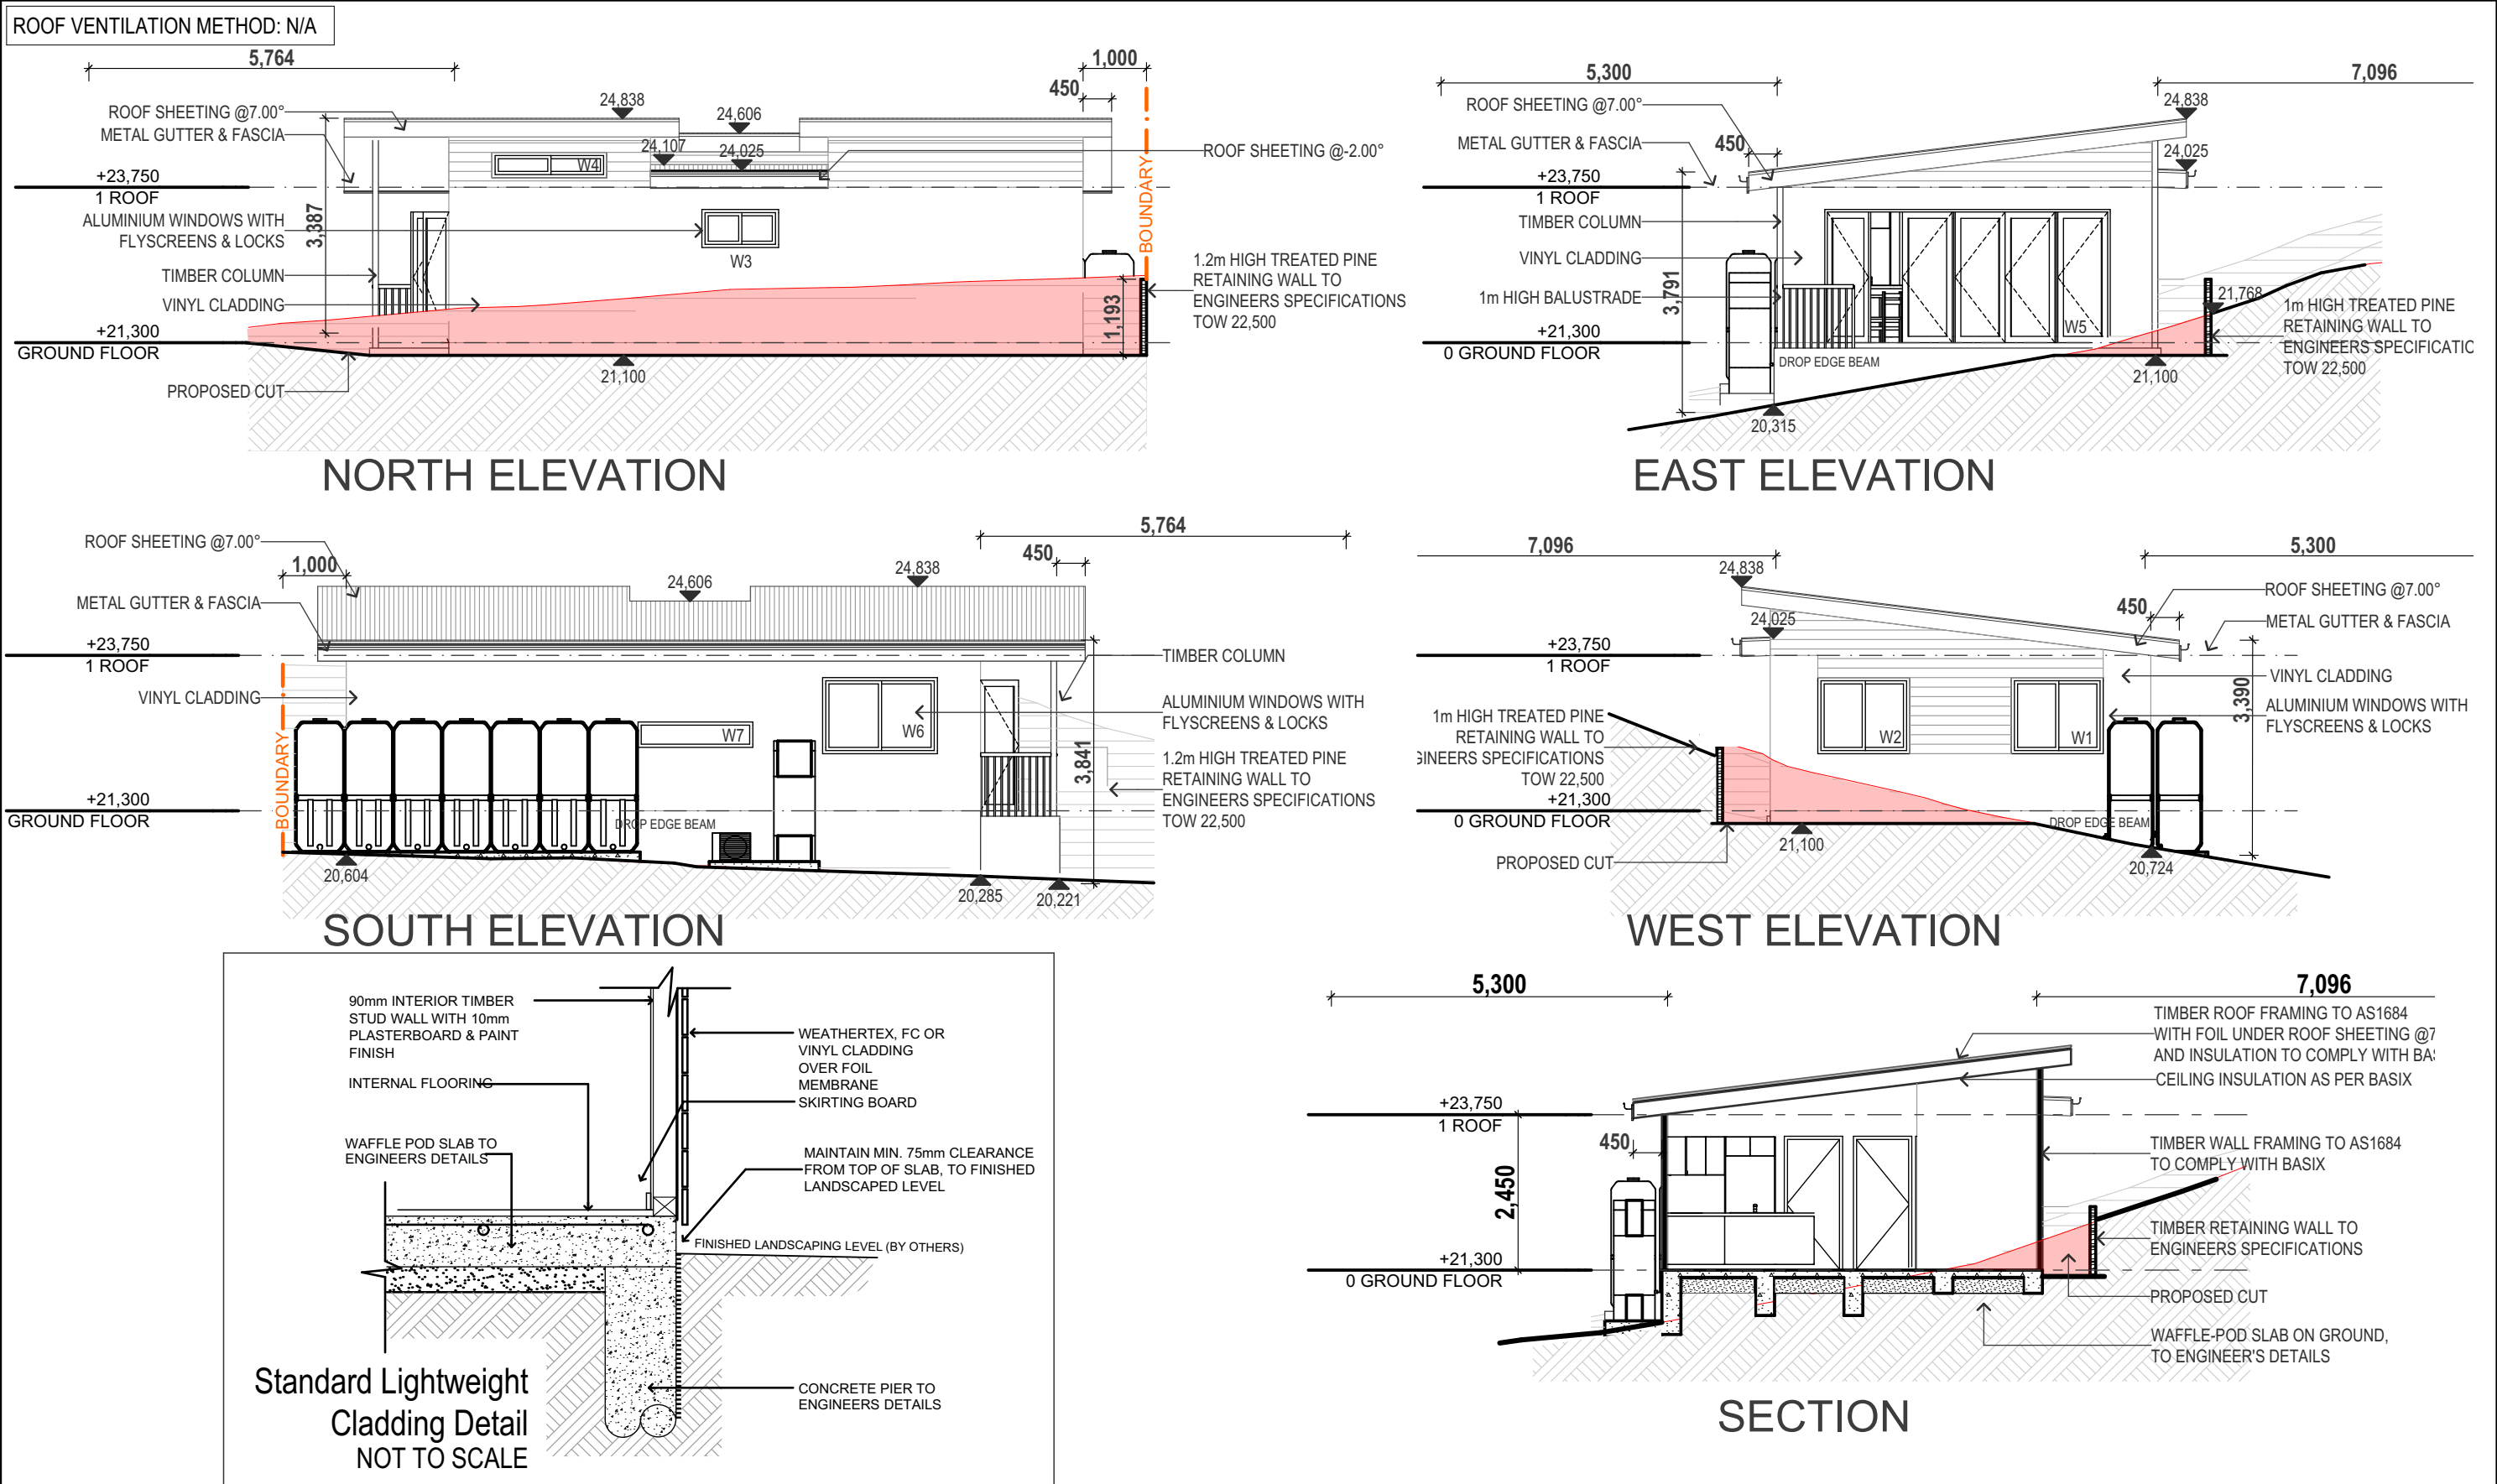 ROOF VENTILATION METHOD: N/A
5,764
1,000
450
ROOF SHEETING @7.00°
METAL GUTTER & FASCIA
24,838
24,606
24,107
24,025
W4
ROOF SHEETING @-2.00°
+23,750
1 ROOF
3,387
ALUMINIUM WINDOWS WITH
FLYSCREENS & LOCKS
W3
BOUNDARY
TIMBER COLUMN
VINYL CLADDING
1.2m HIGH TREATED PINE
RETAINING WALL TO
ENGINEERS SPECIFICATIONS
TOW 22,500
1,193
+21,300
GROUND FLOOR
21,100
PROPOSED CUT
NORTH ELEVATION
5,300
7,096
ROOF SHEETING @7.00°
24,838
METAL GUTTER & FASCIA
450
24,025
+23,750
1 ROOF
TIMBER COLUMN
VINYL CLADDING
1m HIGH BALUSTRADE
3,791
21,768
1m HIGH TREATED PINE
RETAINING WALL TO
ENGINEERS SPECIFICATIO
TOW 22,500
W5
+21,300
0 GROUND FLOOR
DROP EDGE BEAM
21,100
20,315
EAST ELEVATION
5,764
ROOF SHEETING @7.00°
1,000
450
24,606
24,838
METAL GUTTER & FASCIA
+23,750
1 ROOF
TIMBER COLUMN
VINYL CLADDING
ALUMINIUM WINDOWS WITH
FLYSCREENS & LOCKS
W7
W6
BOUNDARY
3,841
1.2m HIGH TREATED PINE
RETAINING WALL TO
ENGINEERS SPECIFICATIONS
TOW 22,500
+21,300
GROUND FLOOR
DROP EDGE BEAM
20,604
20,285
20,221
SOUTH ELEVATION
7,096
5,300
24,838
ROOF SHEETING @7.00°
450
24,025
METAL GUTTER & FASCIA
+23,750
1 ROOF
VINYL CLADDING
3,390
ALUMINIUM WINDOWS WITH
FLYSCREENS & LOCKS
1m HIGH TREATED PINE
RETAINING WALL TO
GINEERS SPECIFICATIONS
TOW 22,500
W2
W1
+21,300
0 GROUND FLOOR
DROP EDGE BEAM
21,100
PROPOSED CUT
20,724
WEST ELEVATION
90mm INTERIOR TIMBER
STUD WALL WITH 10mm
PLASTERBOARD & PAINT
FINISH
INTERNAL FLOORING
WAFFLE POD SLAB TO
ENGINEERS DETAILS
WEATHERTEX, FC OR
VINYL CLADDING
OVER FOIL
MEMBRANE
SKIRTING BOARD
MAINTAIN MIN. 75mm CLEARANCE
FROM TOP OF SLAB, TO FINISHED
LANDSCAPED LEVEL
FINISHED LANDSCAPING LEVEL (BY OTHERS)
CONCRETE PIER TO
ENGINEERS DETAILS
Standard Lightweight
Cladding Detail
NOT TO SCALE
5,300
7,096
TIMBER ROOF FRAMING TO AS1684
WITH FOIL UNDER ROOF SHEETING @7
AND INSULATION TO COMPLY WITH BAS
CEILING INSULATION AS PER BASIX
+23,750
1 ROOF
450
2,450
TIMBER WALL FRAMING TO AS1684
TO COMPLY WITH BASIX
TIMBER RETAINING WALL TO
ENGINEERS SPECIFICATIONS
+21,300
0 GROUND FLOOR
PROPOSED CUT
WAFFLE-POD SLAB ON GROUND,
TO ENGINEER'S DETAILS
SECTION